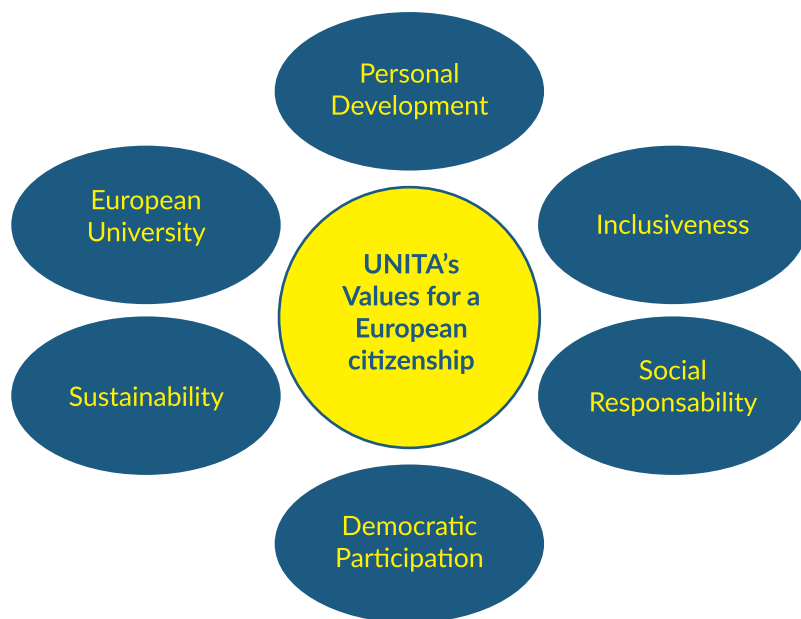 Personal
Development
European
University
Inclusiveness
UNITA's
Values for a
European
citizenship
Sustainability
Social
Responsability
Democratic
Participation